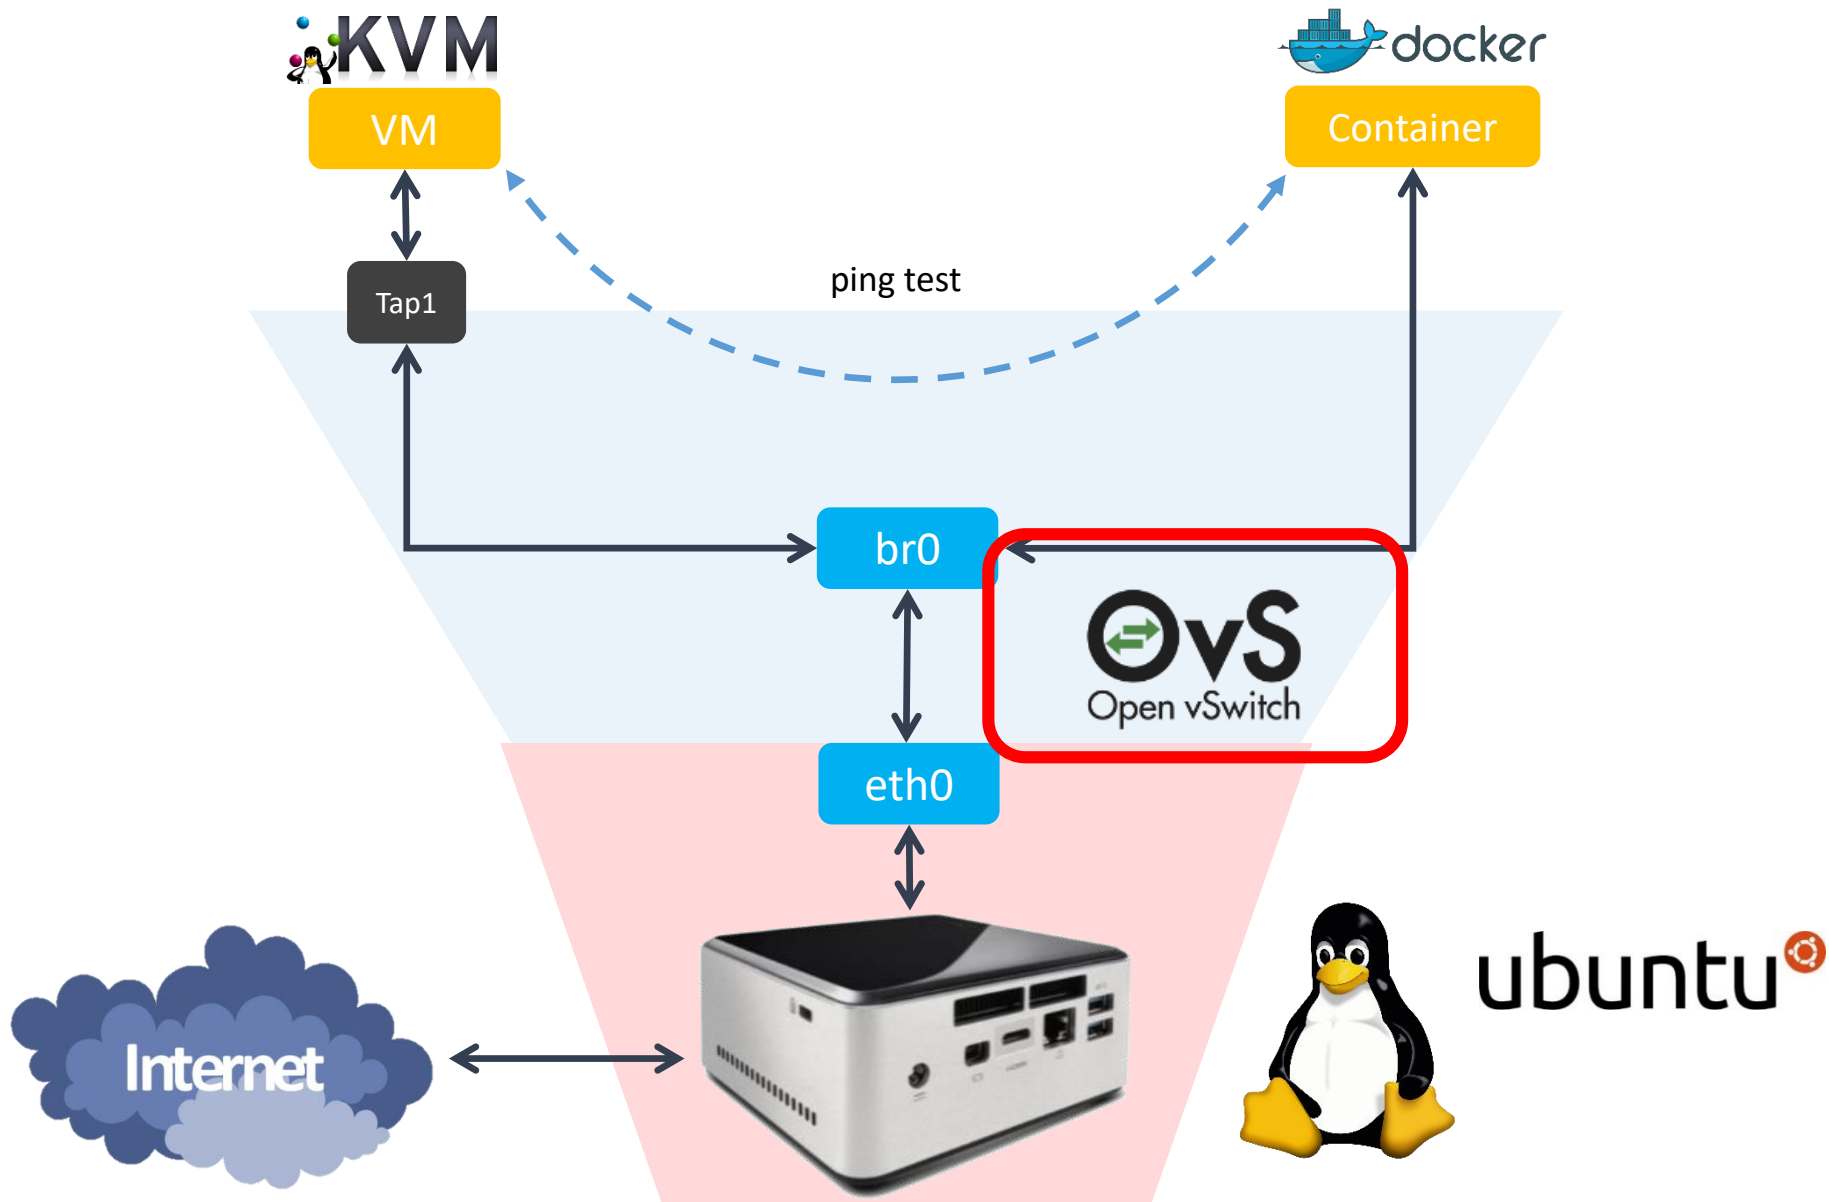 KVM
docker
VM
Container
ping test
Tap1
br0
OvS
Open vSwitch
eth0
Internet
ubuntu